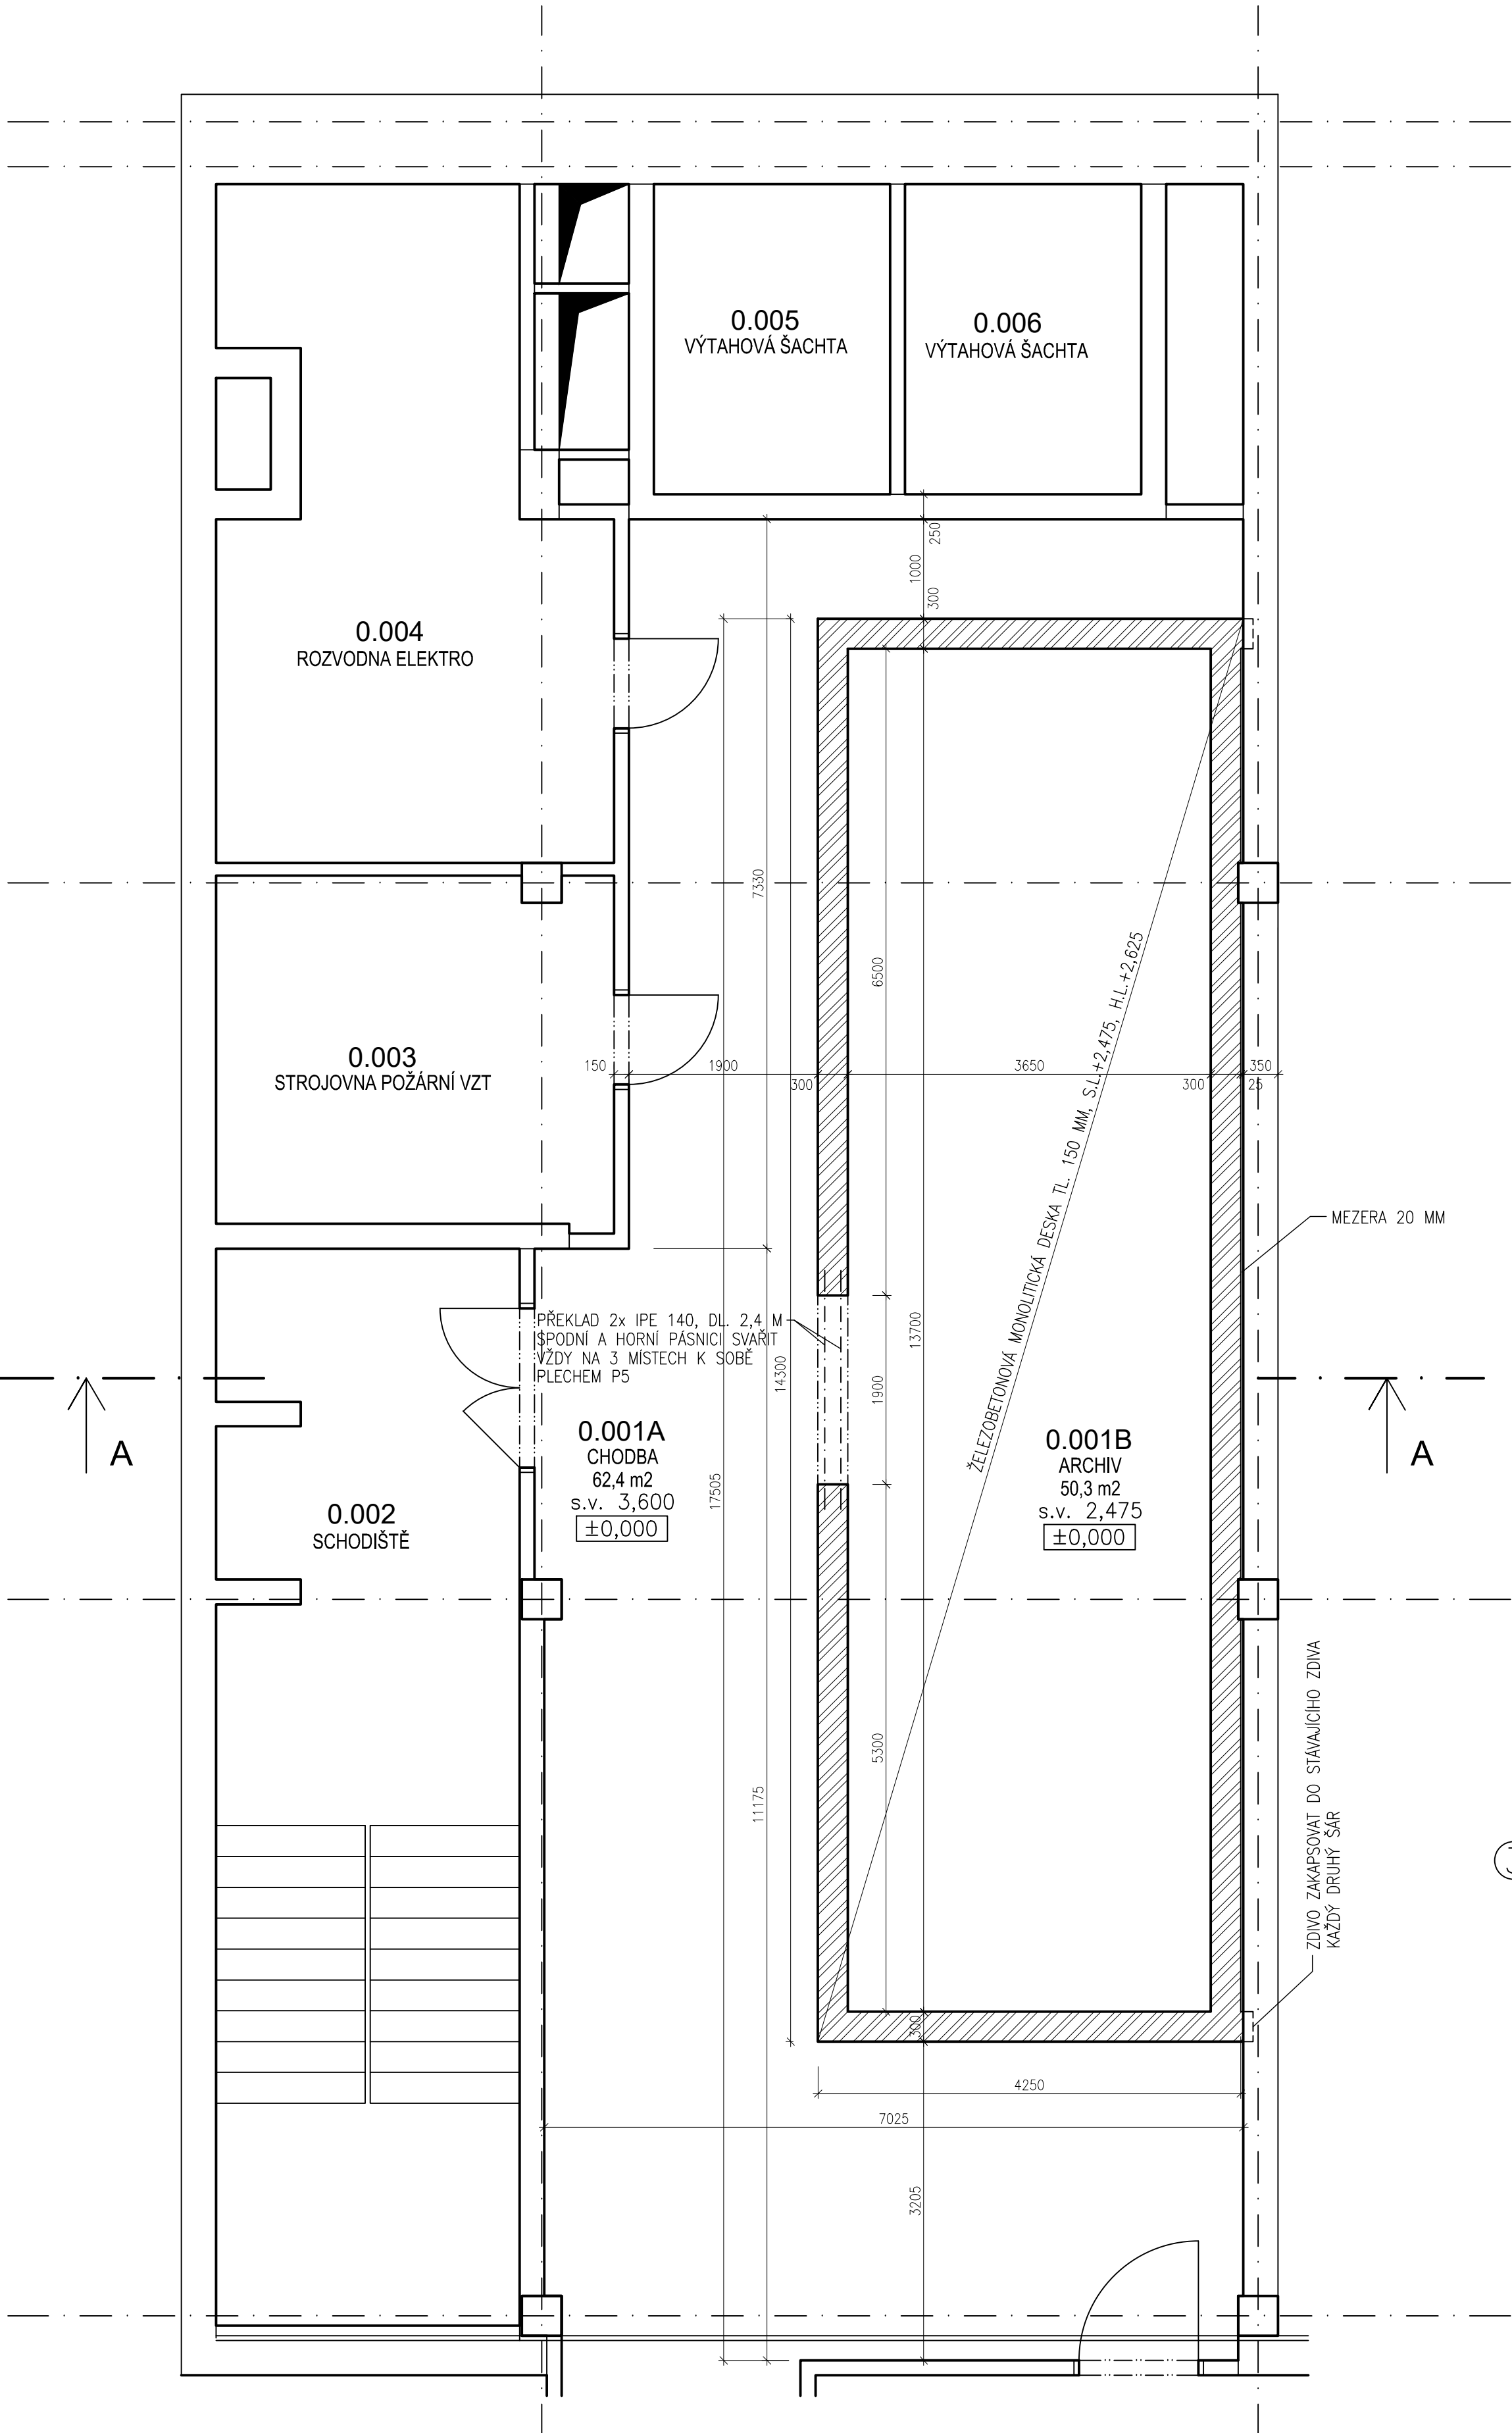 0.005
VÝTAHOVÁ ŠACHTA
0.006
VÝTAHOVÁ ŠACHTA
250
1000
300
0.004
ROZVODNA ELEKTRO
7330
6500
0.003
STROJOVNA POŽÁRNÍ VZT
150
1900
300
3650
300
350
25
ŽELEZOBETONOVÁ MONOLITICKÁ DESKA TL. 150 MM, S.L.+2,475, H.L.+2,625
MEZERA 20 MM
PŘEKLAD 2x IPE 140, DL. 2,4 M
SPODNÍ A HORNÍ PÁSNICI SVAŘIT
VŽDY NA 3 MÍSTECH K SOBĚ
PLECHEM P5
14300
13700
1900
A
A
0.001A
CHODBA
62,4 m2
s.v. 3,600
±0,000
17505
0.001B
ARCHIV
50,3 m2
s.v. 2,475
±0,000
0.002
SCHODIŠTĚ
5300
11175
ZDIVO ZAKAPSOVAT DO STÁVAJÍCÍHO ZDIVA
KAŽDÝ DRUHÝ ŠÁR
300
4250
7025
3205